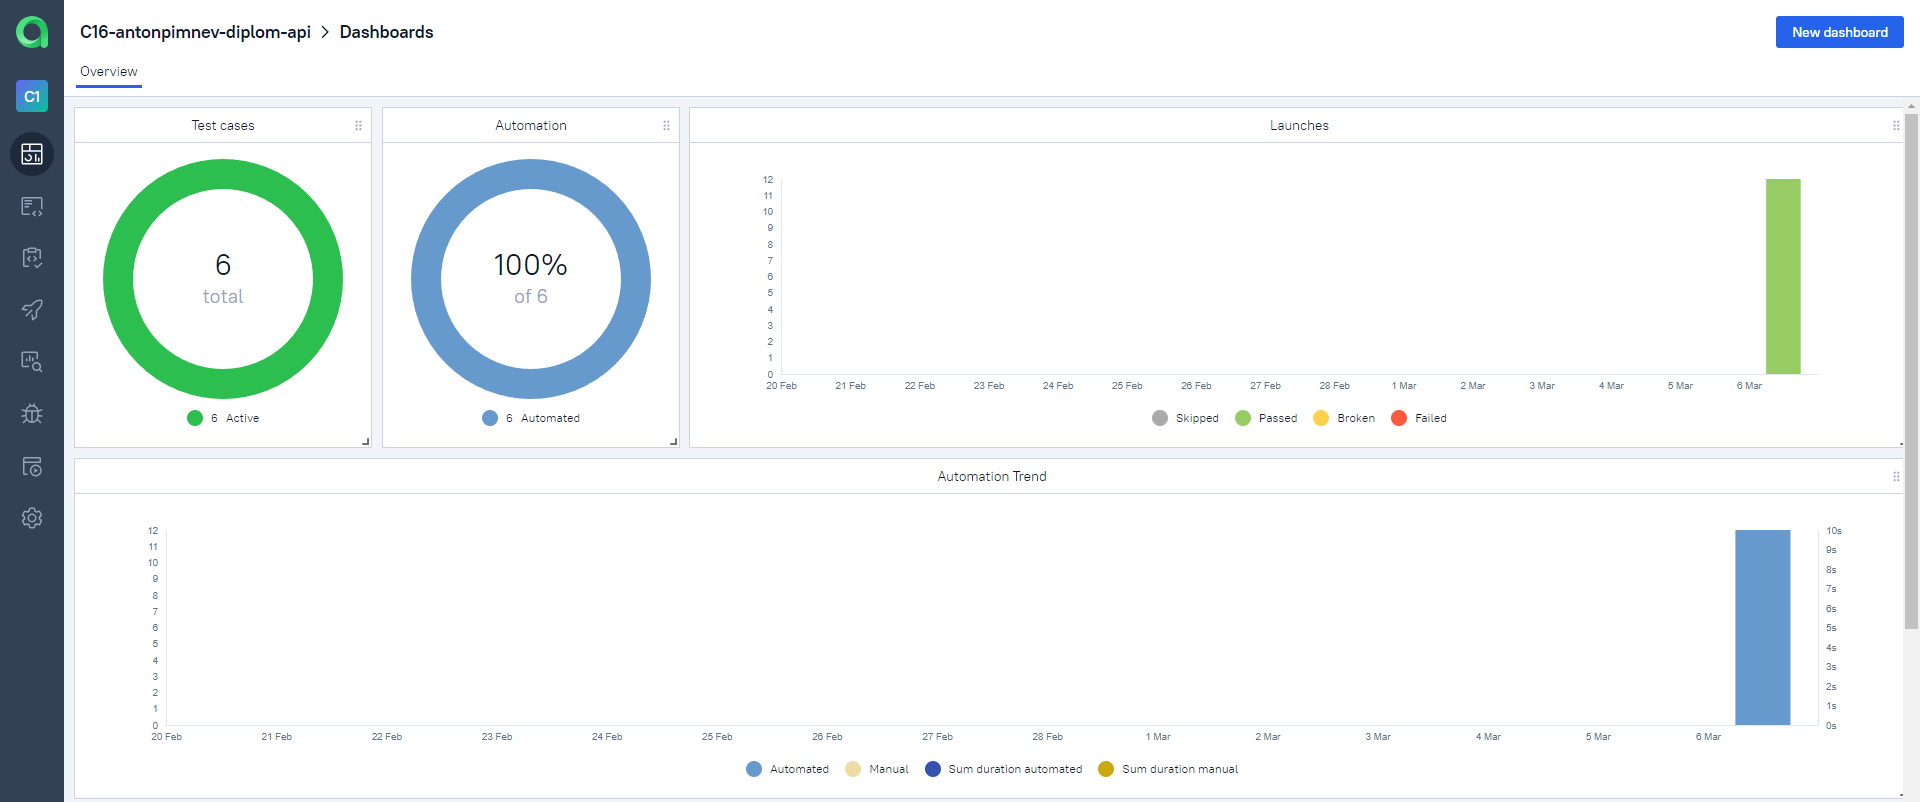 C16-antonpimnev-diplom-api > Dashboards
New dashboard
Overview
C1
Test cases
6
total
6 Active
Automation
100%
of 6
6 Automated
Launches
12
11
10
9
8
7
6
5
4
3
2
1
0
20 Feb 21 Feb 22 Feb 23 Feb 24 Feb 25 Feb 26 Feb 27 Feb 28 Feb 1 Mar 2 Mar 3 Mar 4 Mar 5 Mar 6 Mar
Skipped Passed Broken Failed
Automation Trend
12
11
10
9
8
7
6
5
4
3
2
1
0
10s
9s
8s
7s
6s
5s
4s
3s
2s
1s
0s
20 Feb 21 Feb 22 Feb 23 Feb 24 Feb 25 Feb 26 Feb 27 Feb 28 Feb 1 Mar 2 Mar 3 Mar 4 Mar 5 Mar 6 Mar
Automated Manual Sum duration automated Sum duration manual